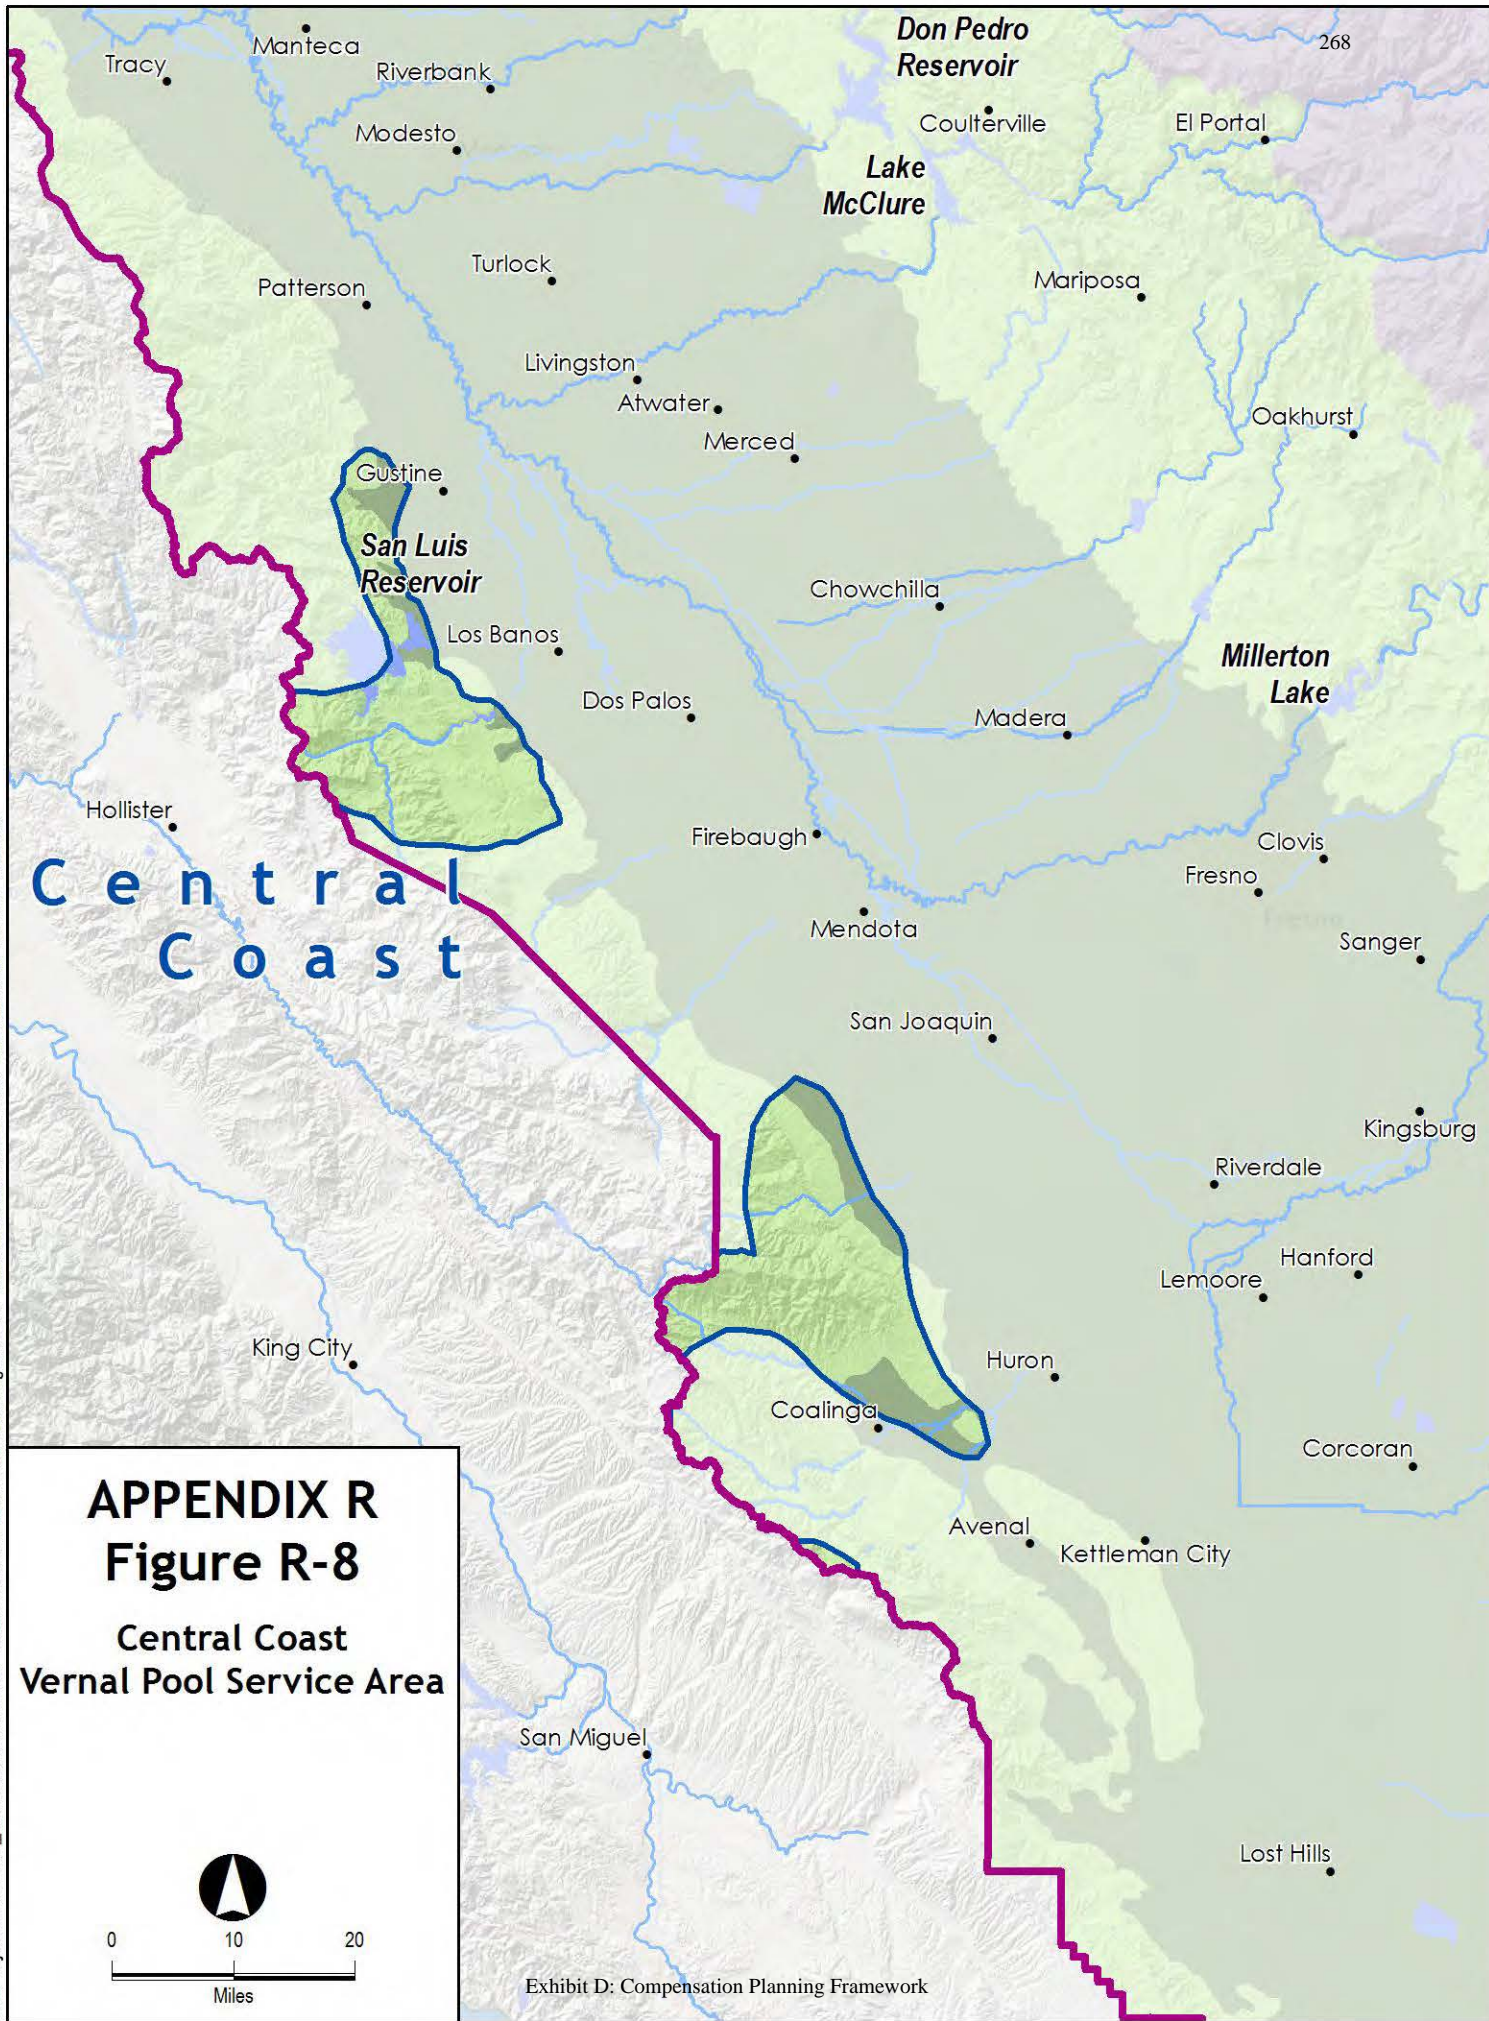 268
Don Pedro
Reservoir
Manteca
Tracy
Riverbank
Coulterville
El Portal
Modesto
Lake
McClure
Turlock
Mariposa
Patterson
Livingston
Atwater
Oakhurst
Merced
Gustine
San Luis
Reservoir
Chowchilla
Los Banos
Millerton
Lake
Dos Palos
Madera
Hollister
Firebaugh
Clovis
Central
Coast
Fresno
Mendota
Sanger
San Joaquin
Kingsburg
Riverdale
Hanford
Lemoore
King City
Huron
Coalinga
Corcoran
Avenal
Kettleman City
San Miguel
Lost Hills
APPENDIX R
Figure R-8
Central Coast
Vernal Pool Service Area
0 10 20
Miles
Exhibit D: Compensation Planning Framework